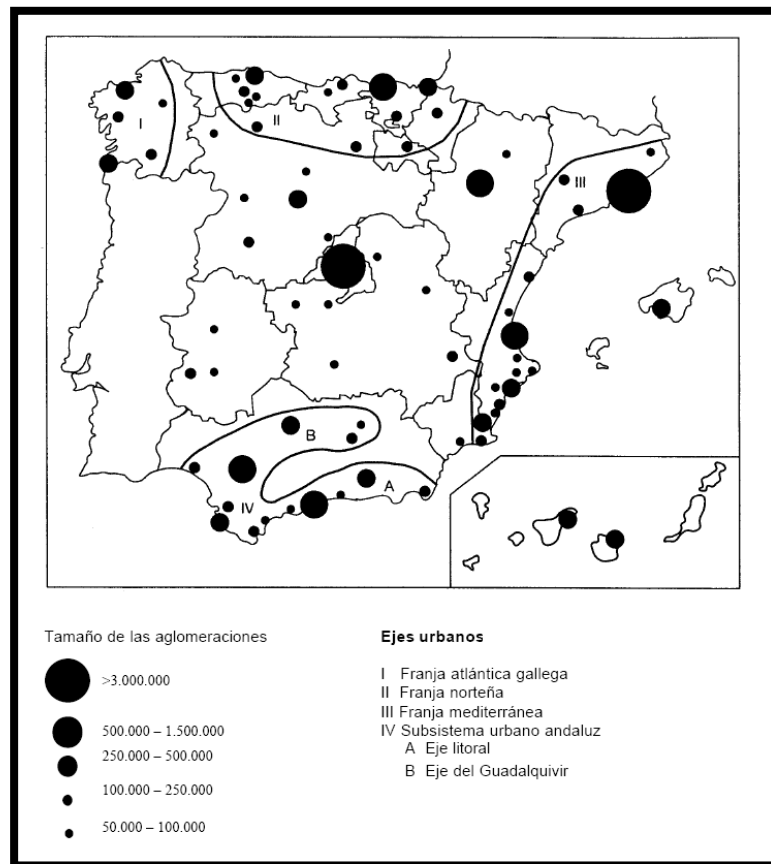 I
II
III
B
A
IV
Tamaño de las aglomeraciones
>3.000.000
500.000 – 1.500.000
250.000 – 500.000
100.000 – 250.000
50.000 – 100.000
Ejes urbanos
I Franja atlántica gallega
II Franja norteña
III Franja mediterránea
IV Subsistema urbano andaluz
A Eje litoral
B Eje del Guadalquivir